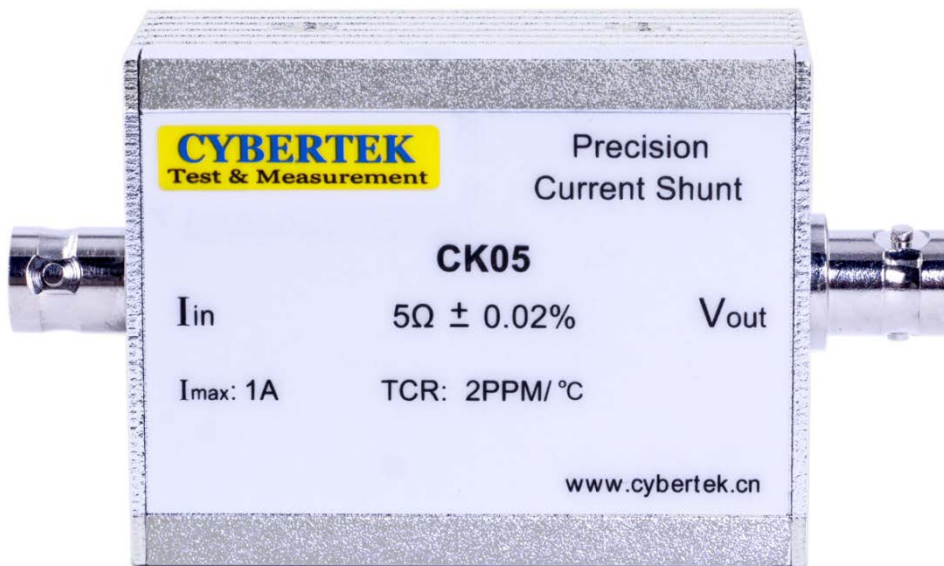 CYBERTEK
Test & Measurement
Precision
Current Shunt
CK05
Iin 5Ω ± 0.02% Vout
Imax: 1A TCR: 2PPM/℃
www.cybertek.cn